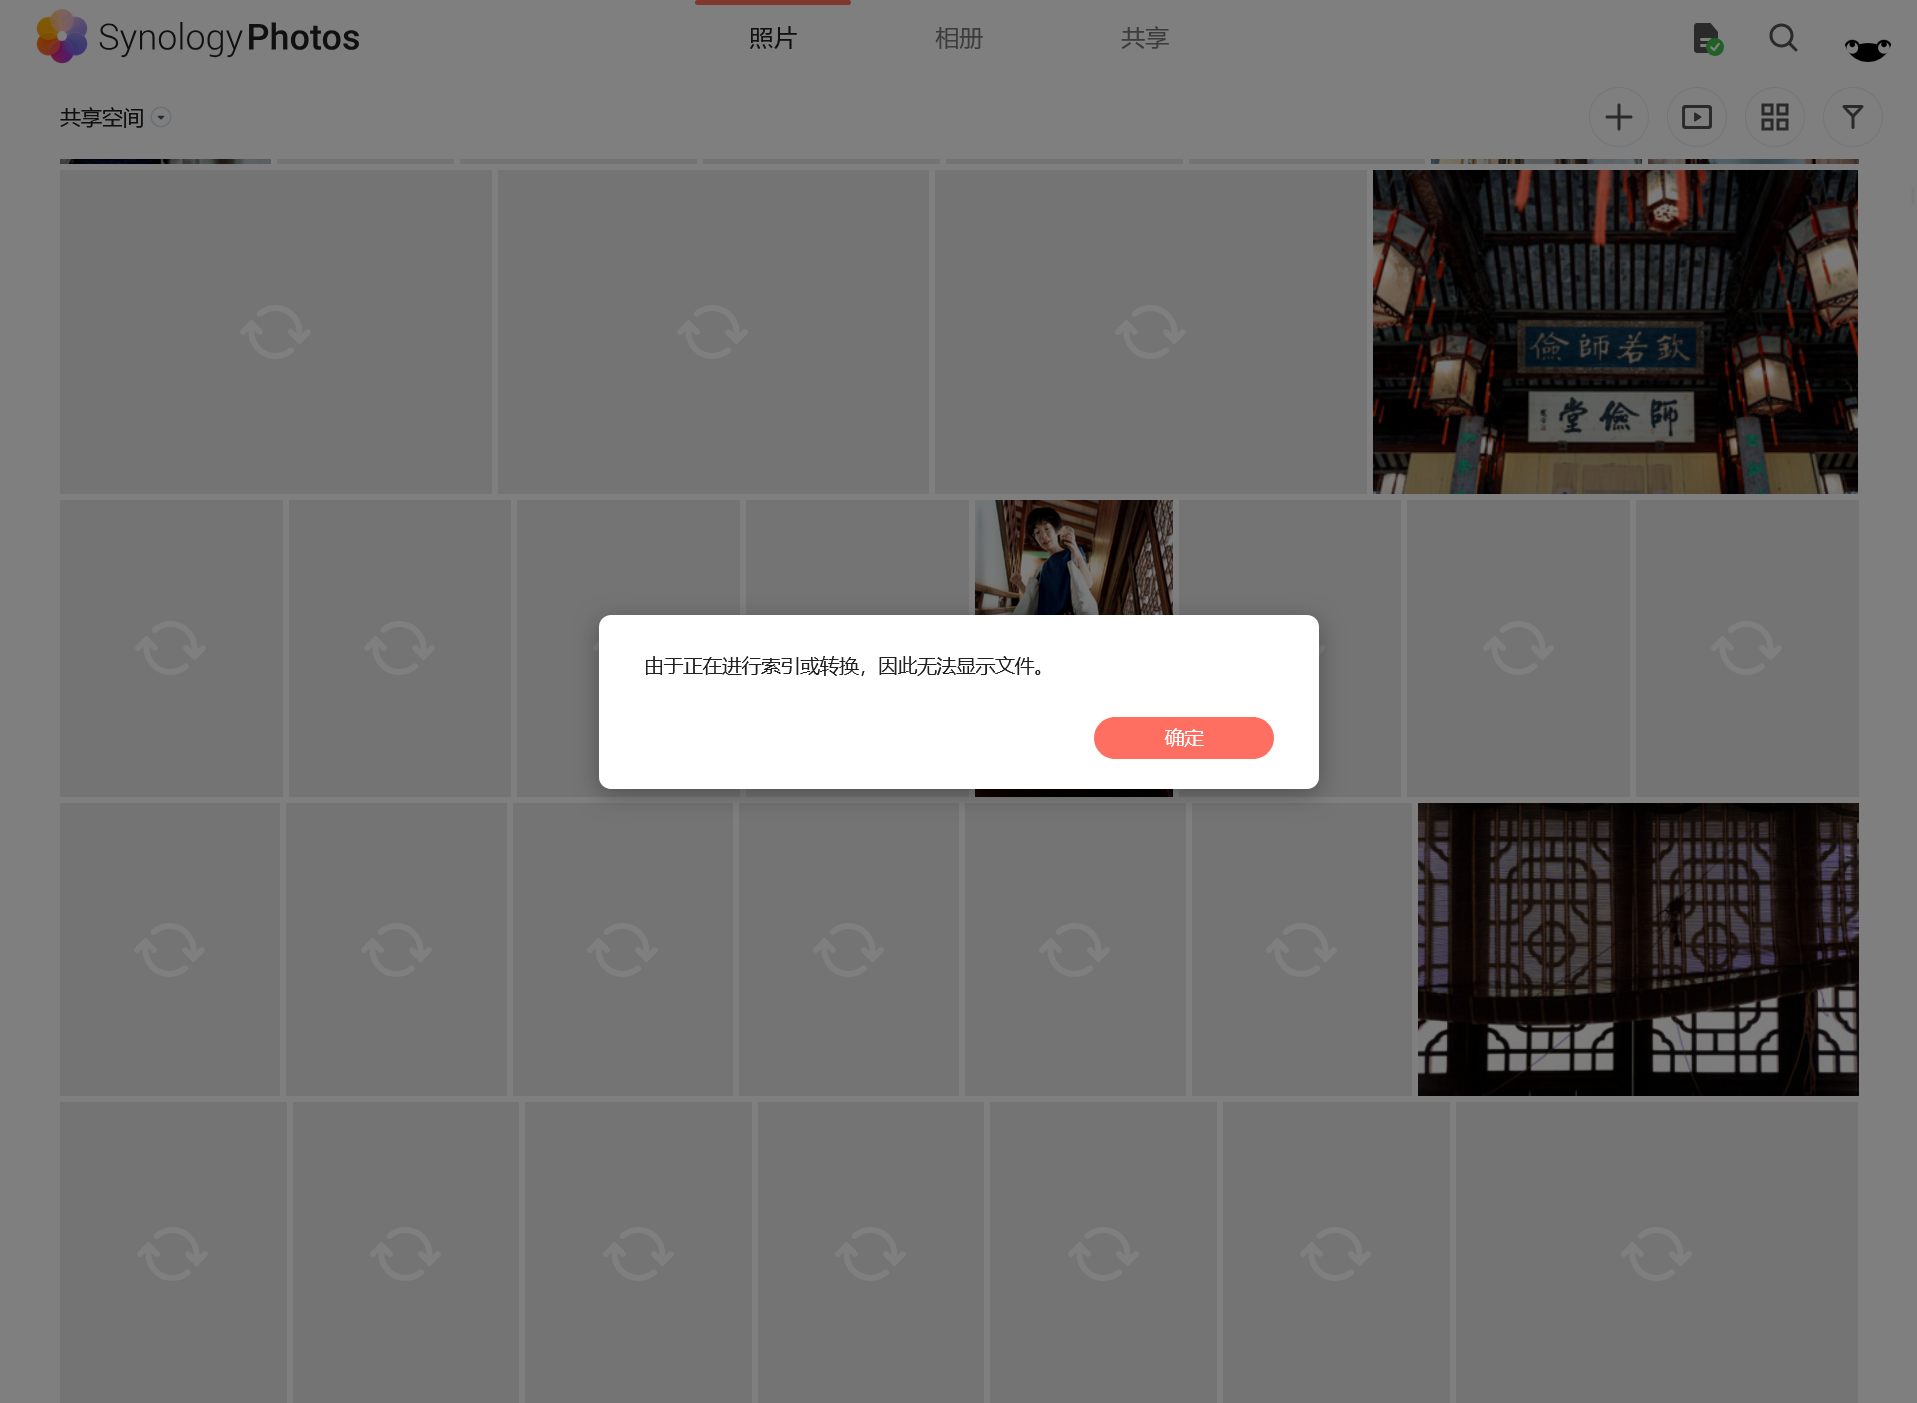 Synology Photos
照片
相册
共享
共享空间
欽若師儉
師儉堂
由于正在进行索引或转换，因此无法显示文件。
确定